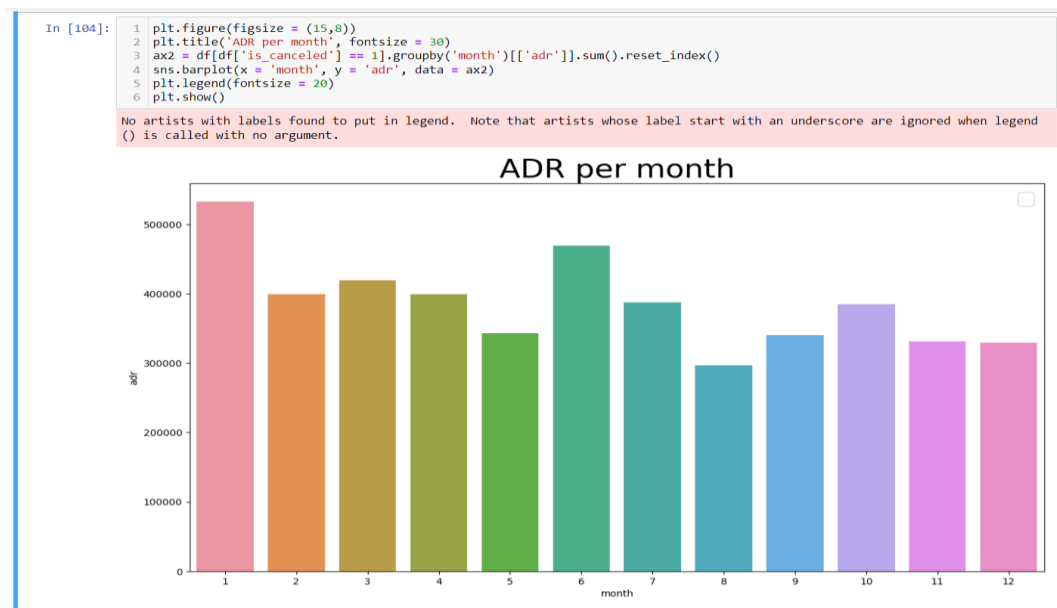 In [104]:
1 plt.figure(figsize = (15,8))
2 plt.title('ADR per month', fontsize = 30)
3 ax2 = df[df['is_canceled'] == 1].groupby('month')[['adr']].sum().reset_index()
4 sns.barplot(x = 'month', y = 'adr', data = ax2)
5 plt.legend(fontsize = 20)
6 plt.show()
No artists with labels found to put in legend.  Note that artists whose label start with an underscore are ignored when legend
() is called with no argument.
ADR per month
500000
400000
300000
200000
100000
0
adr
1 2 3 4 5 6 7 8 9 10 11 12
month